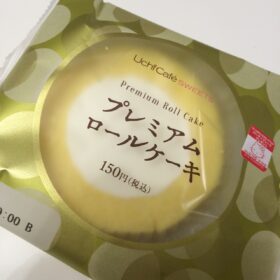 Uchi Café SWEETS
Premium Roll Cake
プレミアム
ロールケーキ
150円(税込)
:00 B